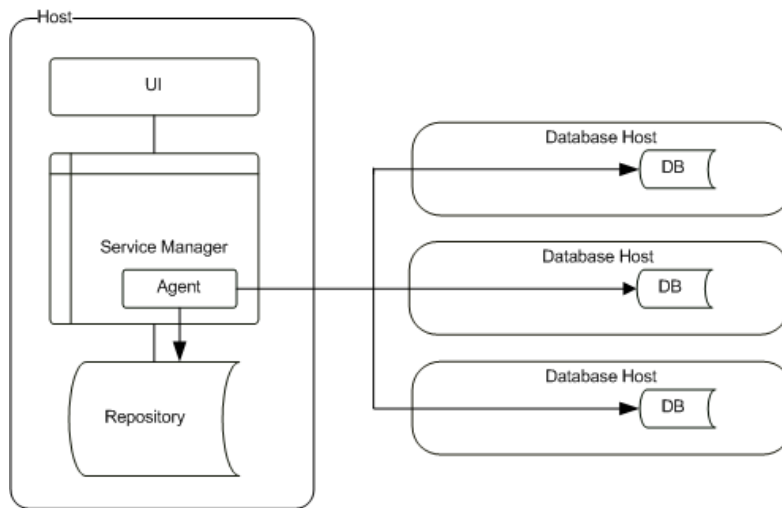 Host
UI
Service Manager
Agent
Repository
Database Host
DB
Database Host
DB
Database Host
DB